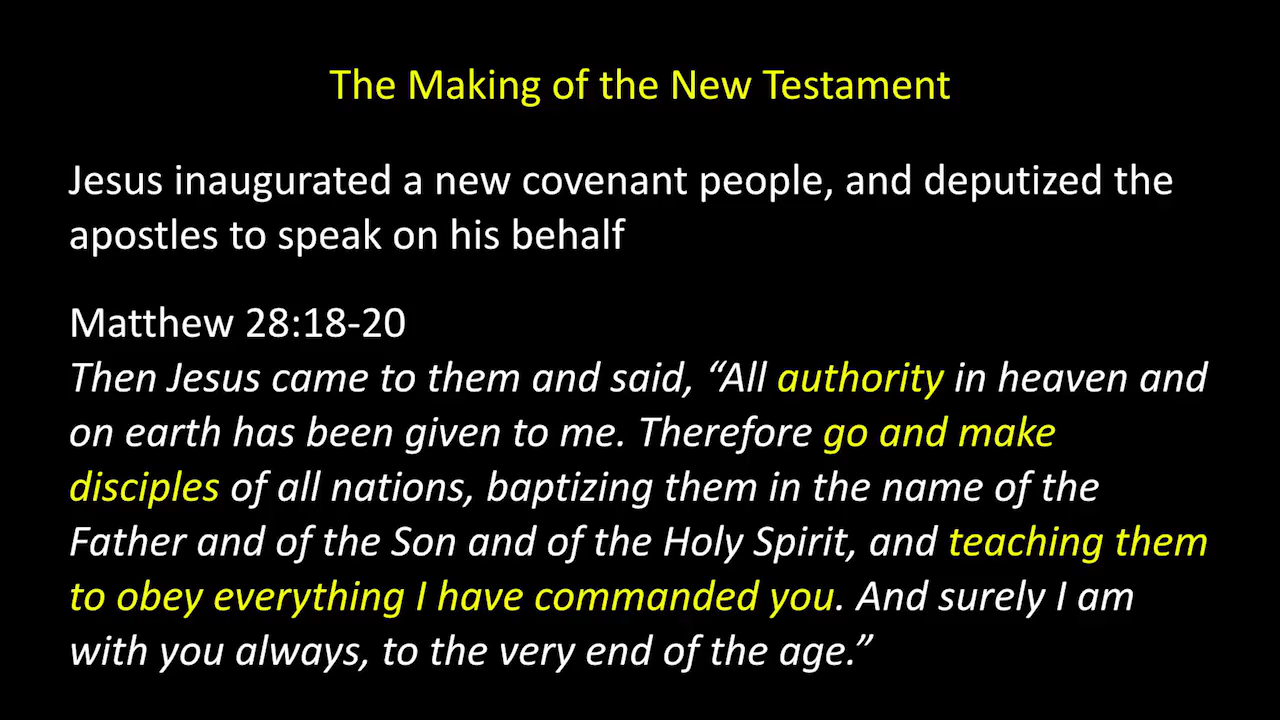 The Making of the New Testament
Jesus inaugurated a new covenant people, and deputized the
apostles to speak on his behalf
Matthew 28:18-20
Then Jesus came to them and said, “All authority in heaven and
on earth has been given to me. Therefore go and make
disciples of all nations, baptizing them in the name of the
Father and of the Son and of the Holy Spirit, and teaching them
to obey everything I have commanded you. And surely I am
with you always, to the very end of the age.”